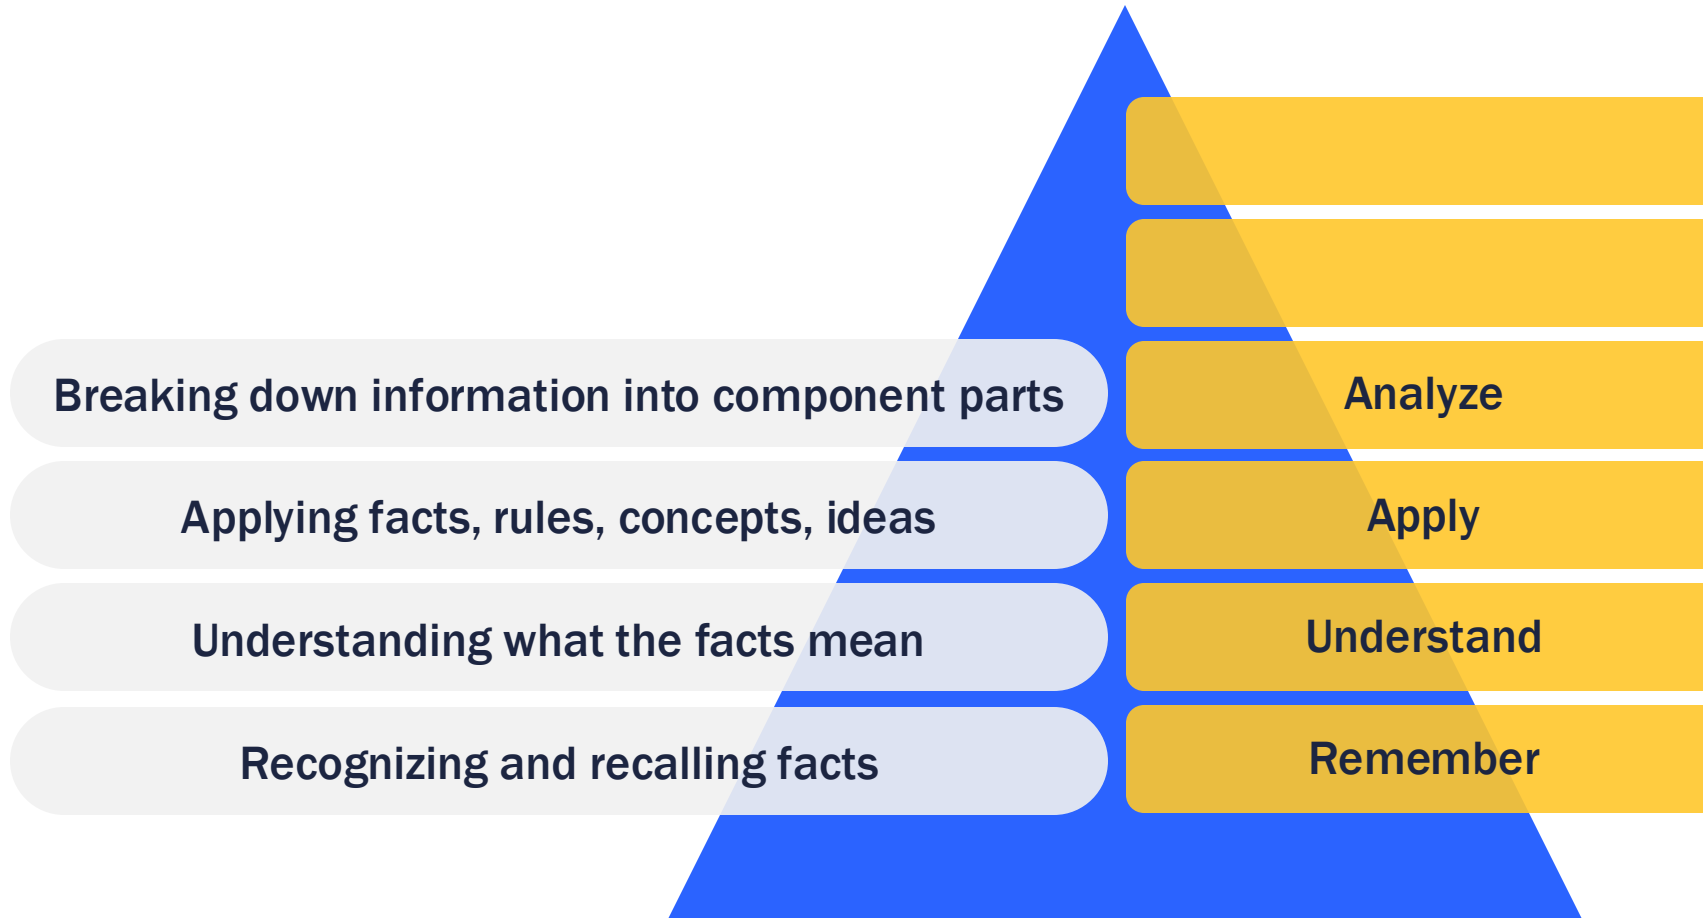 Breaking down information into component parts
Analyze
Applying facts, rules, concepts, ideas
Apply
Understanding what the facts mean
Understand
Recognizing and recalling facts
Remember